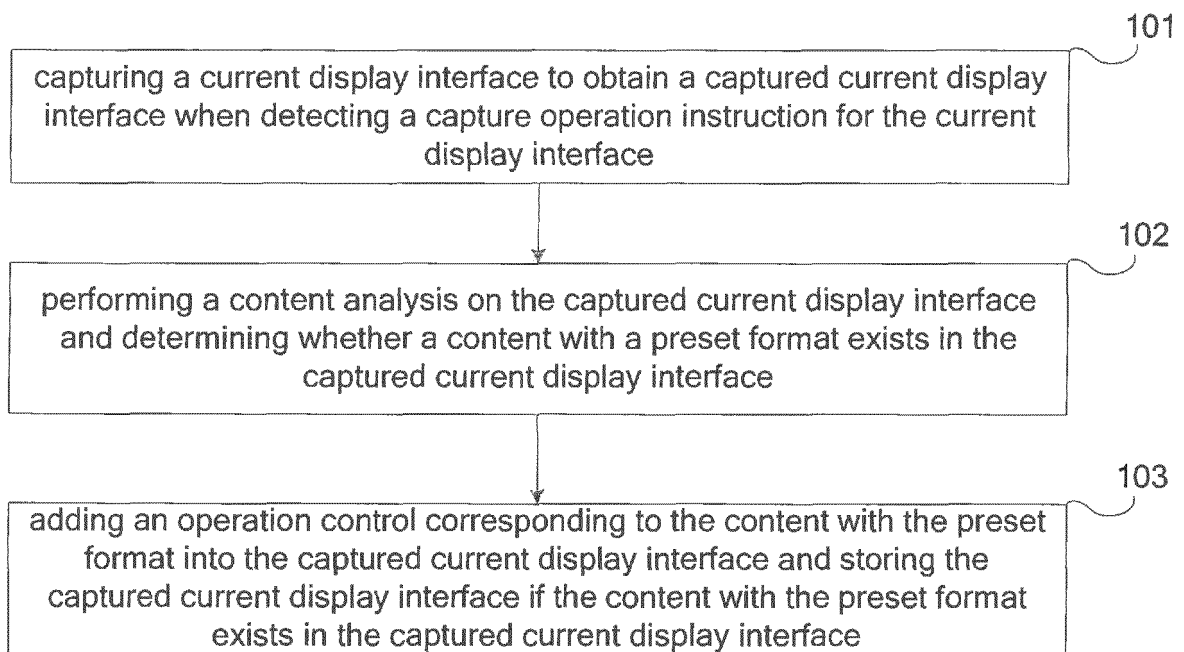 101
capturing a current display interface to obtain a captured current display
interface when detecting a capture operation instruction for the current
display interface
102
performing a content analysis on the captured current display interface
and determining whether a content with a preset format exists in the
captured current display interface
103
adding an operation control corresponding to the content with the preset
format into the captured current display interface and storing the
captured current display interface if the content with the preset format
exists in the captured current display interface